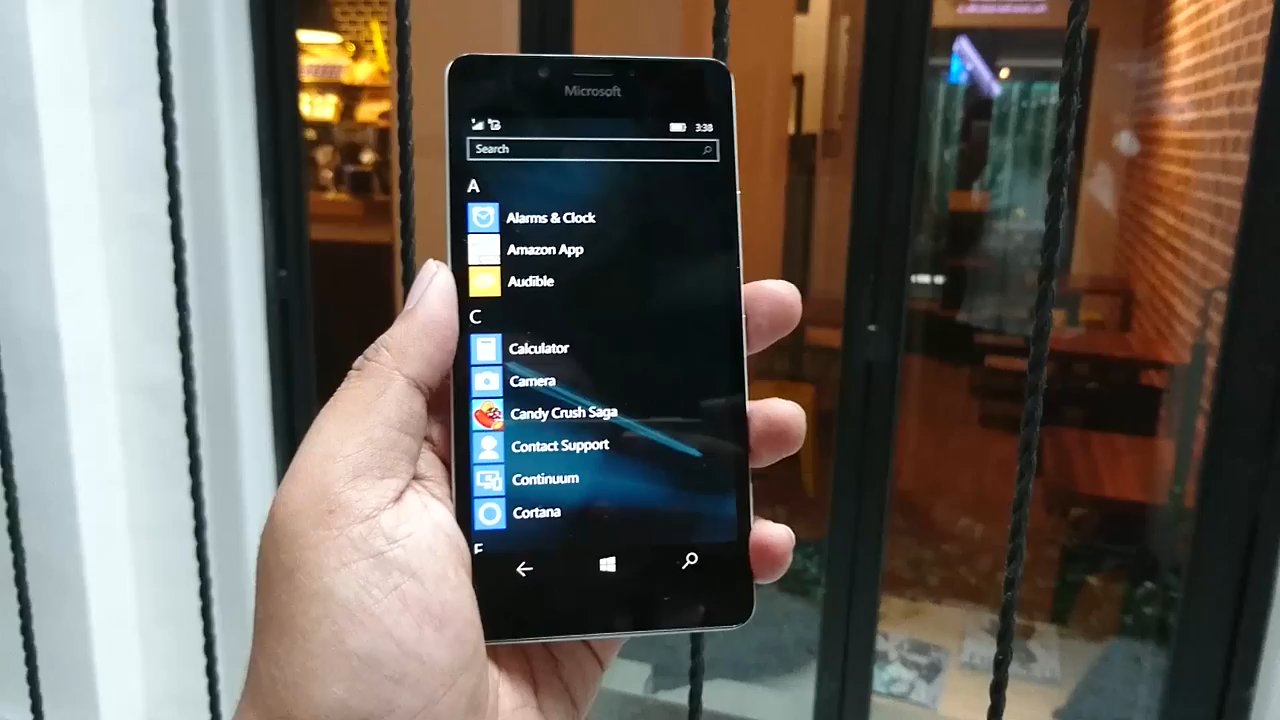 Microsoft
3:38
Search
A
Alarms & Clock
Amazon App
Audible
C
Calculator
Camera
Candy Crush Saga
Contact Support
Continuum
Cortana